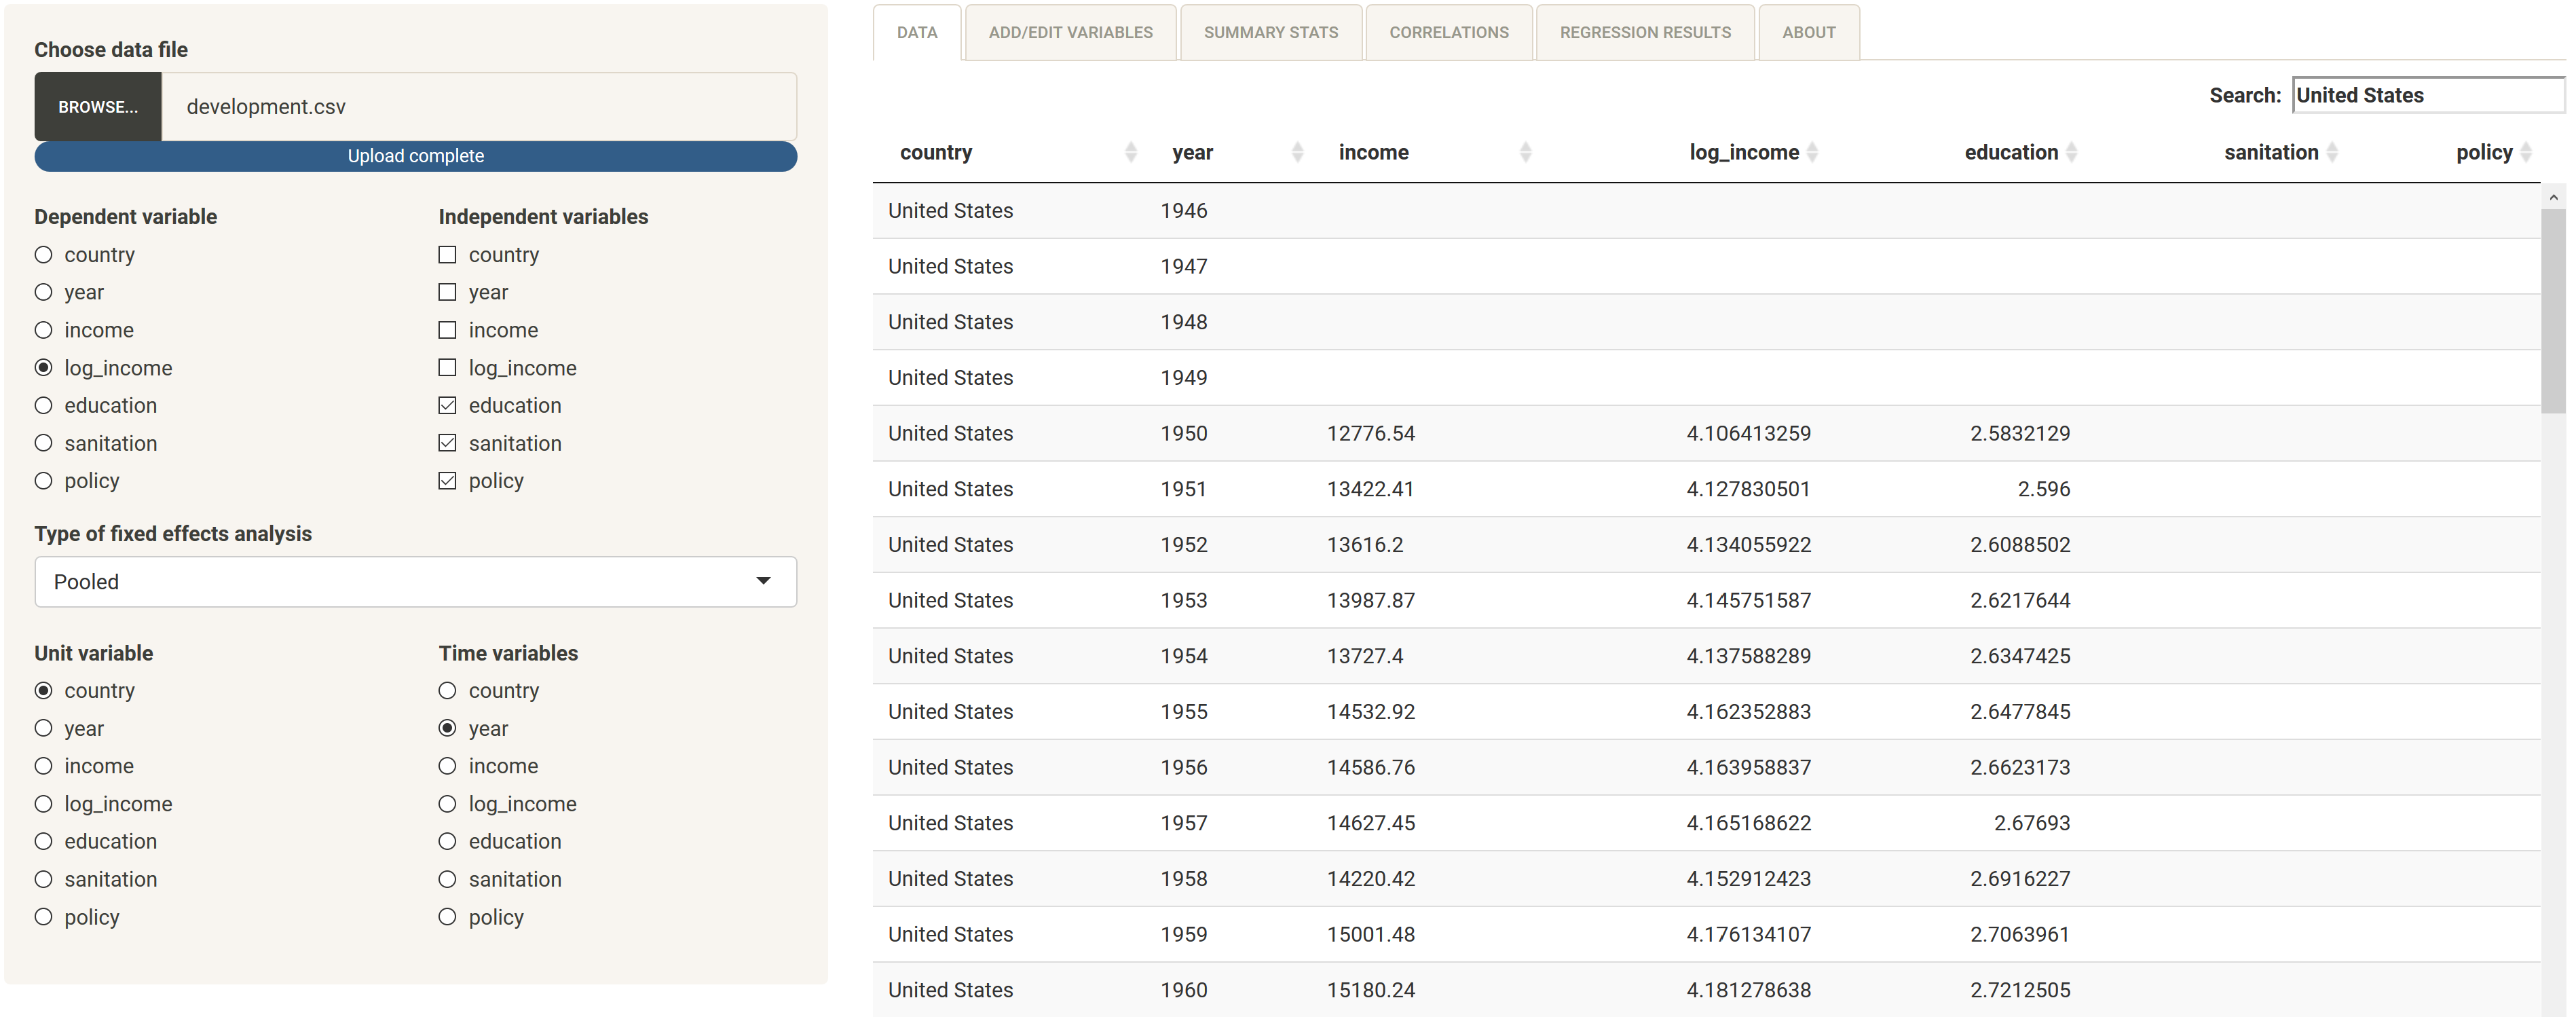 Choose data file
BROWSE... development.csv
Upload complete
Dependent variable
country
year
income
log_income
education
sanitation
policy
Independent variables
country
year
income
log_income
education
sanitation
policy
Type of fixed effects analysis
Pooled
Unit variable
country
year
income
log_income
education
sanitation
policy
Time variables
country
year
income
log_income
education
sanitation
policy
DATA ADD/EDIT VARIABLES SUMMARY STATS CORRELATIONS REGRESSION RESULTS ABOUT
Search: United States
country year income log_income education sanitation policy
United States 1946
United States 1947
United States 1948
United States 1949
United States 1950 12776.54 4.106413259 2.5832129
United States 1951 13422.41 4.127830501 2.596
United States 1952 13616.2 4.134055922 2.6088502
United States 1953 13987.87 4.145751587 2.6217644
United States 1954 13727.4 4.137588289 2.6347425
United States 1955 14532.92 4.162352883 2.6477845
United States 1956 14586.76 4.163958837 2.6623173
United States 1957 14627.45 4.165168622 2.67693
United States 1958 14220.42 4.152912423 2.6916227
United States 1959 15001.48 4.176134107 2.7063961
United States 1960 15180.24 4.181278638 2.7212505